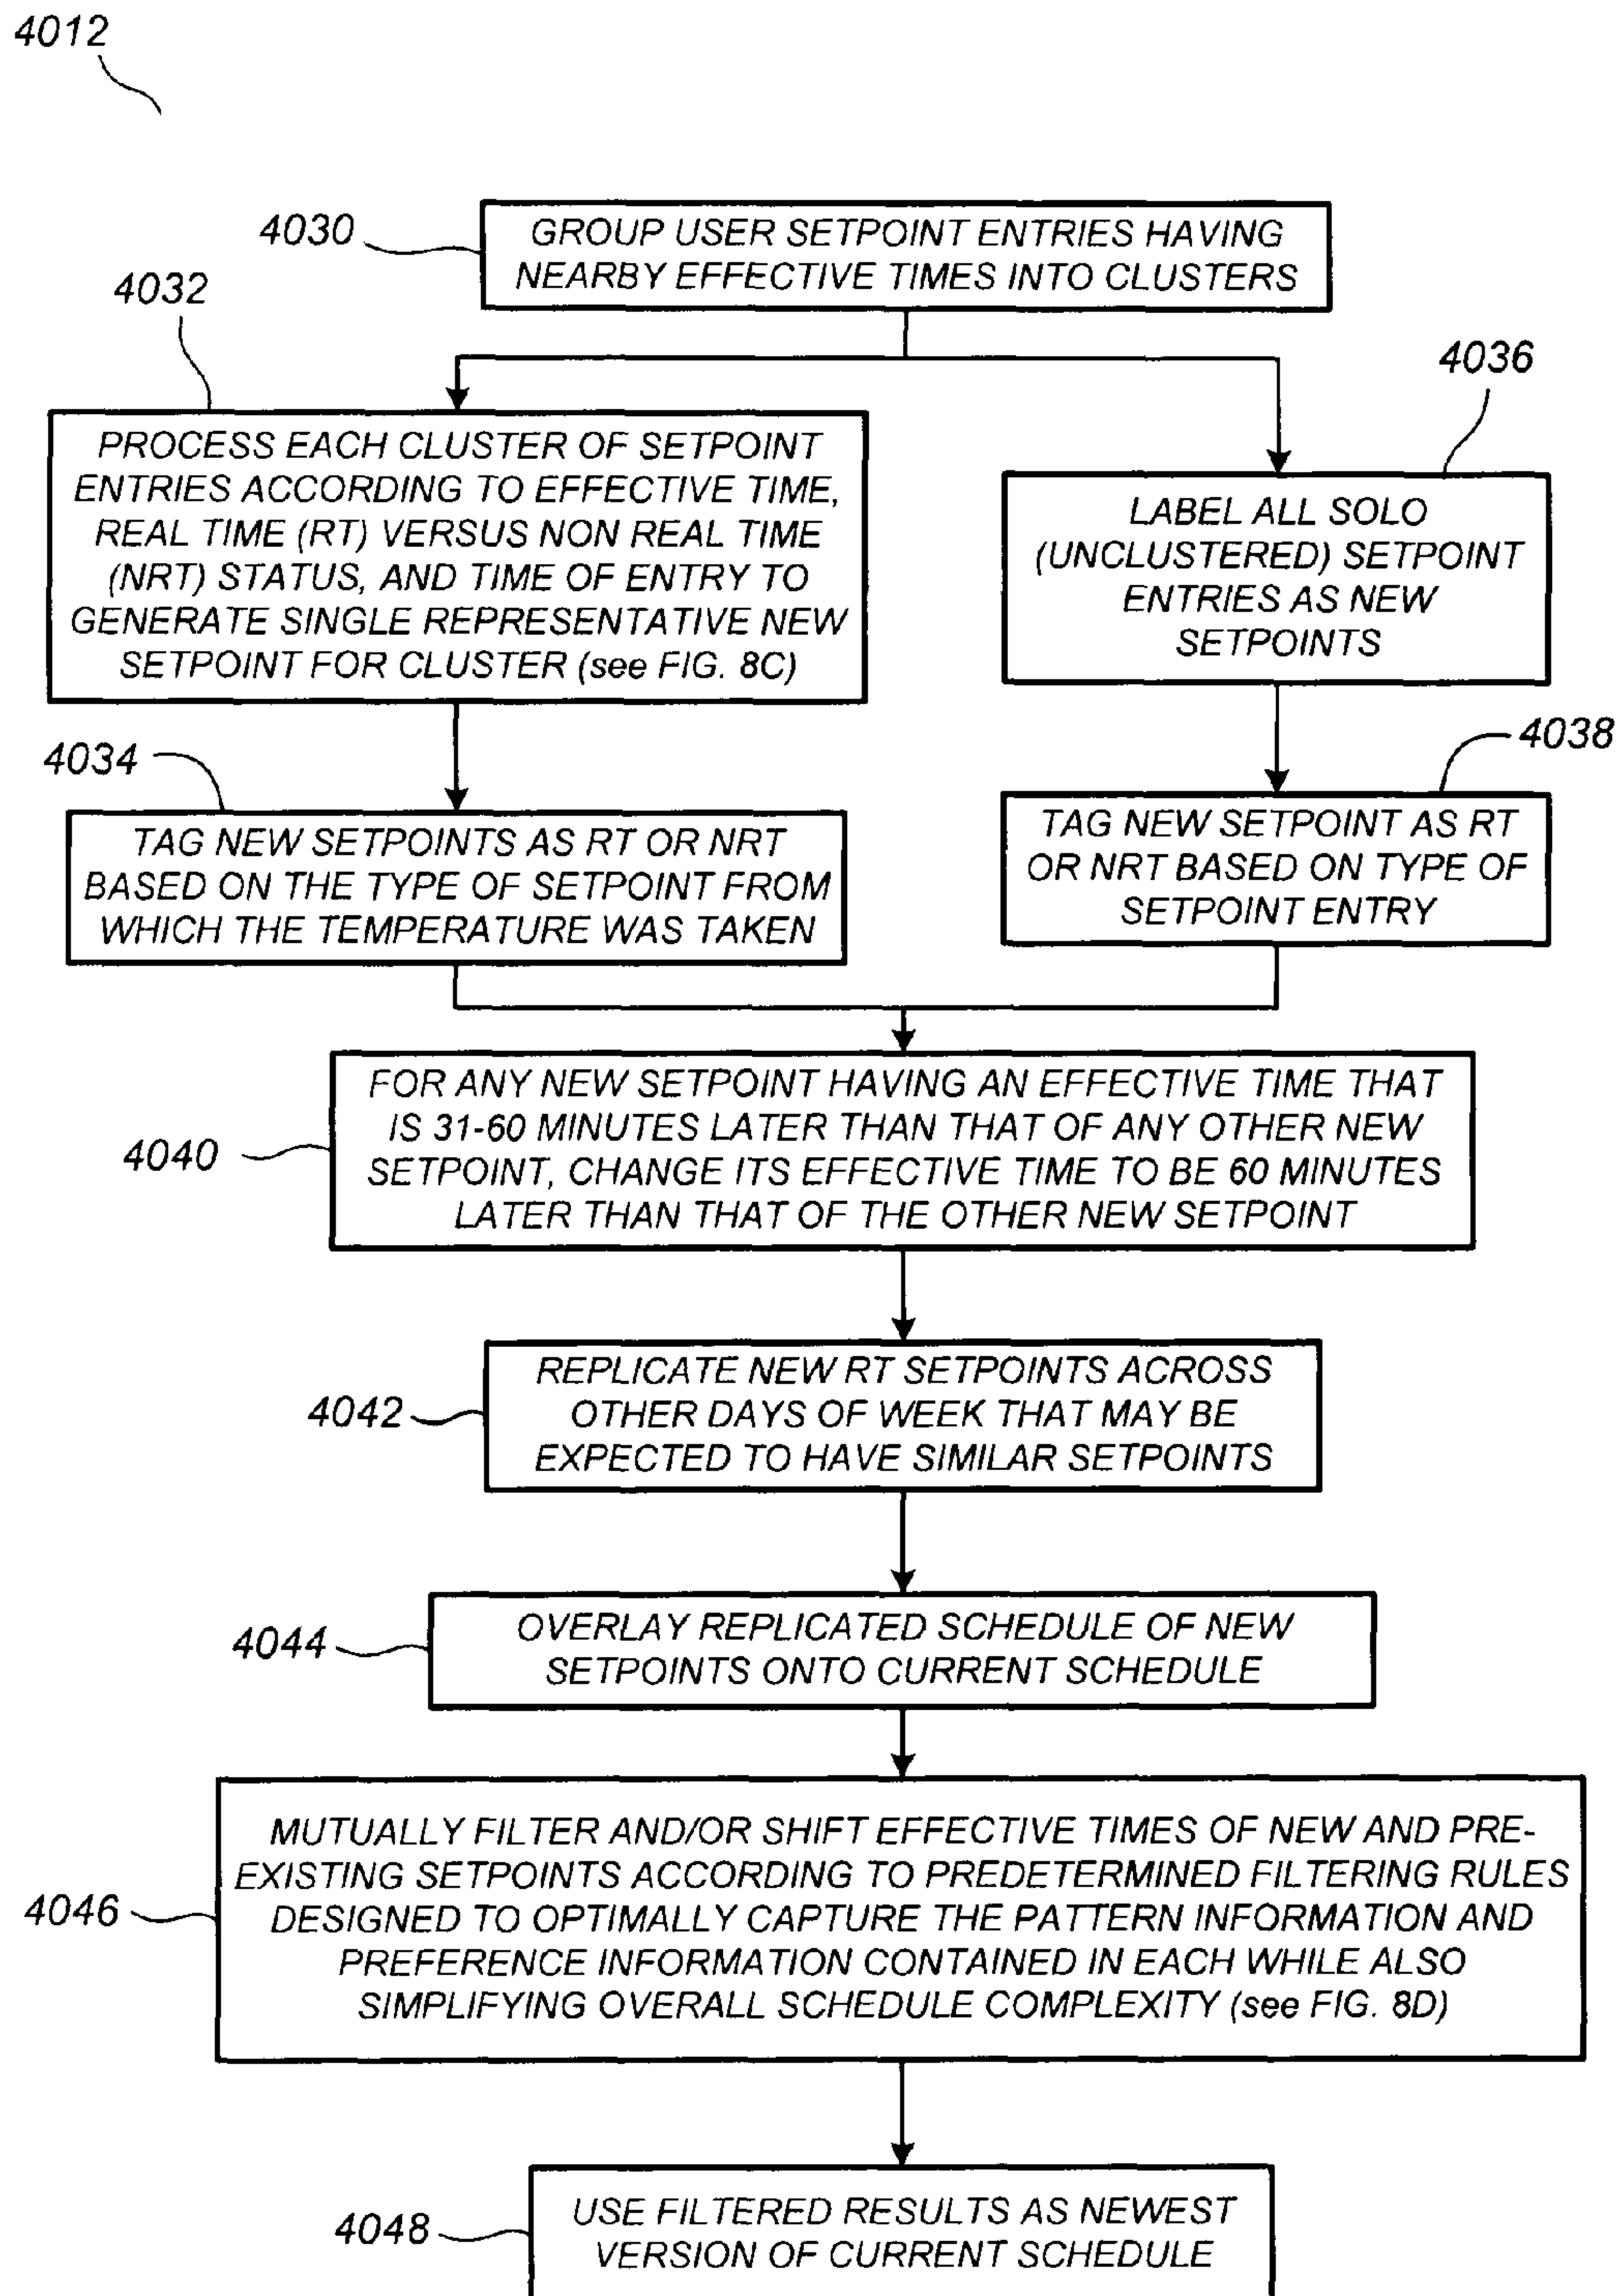 4012
4030
GROUP USER SETPOINT ENTRIES HAVING
NEARBY EFFECTIVE TIMES INTO CLUSTERS
4032
PROCESS EACH CLUSTER OF SETPOINT
ENTRIES ACCORDING TO EFFECTIVE TIME,
REAL TIME (RT) VERSUS NON REAL TIME
(NRT) STATUS, AND TIME OF ENTRY TO
GENERATE SINGLE REPRESENTATIVE NEW
SETPOINT FOR CLUSTER (see FIG. 8C)
4036
LABEL ALL SOLO
(UNCLUSTERED) SETPOINT
ENTRIES AS NEW
SETPOINTS
4034
TAG NEW SETPOINTS AS RT OR NRT
BASED ON THE TYPE OF SETPOINT FROM
WHICH THE TEMPERATURE WAS TAKEN
4038
TAG NEW SETPOINT AS RT
OR NRT BASED ON TYPE OF
SETPOINT ENTRY
4040
FOR ANY NEW SETPOINT HAVING AN EFFECTIVE TIME THAT
IS 31-60 MINUTES LATER THAN THAT OF ANY OTHER NEW
SETPOINT, CHANGE ITS EFFECTIVE TIME TO BE 60 MINUTES
LATER THAN THAT OF THE OTHER NEW SETPOINT
4042
REPLICATE NEW RT SETPOINTS ACROSS
OTHER DAYS OF WEEK THAT MAY BE
EXPECTED TO HAVE SIMILAR SETPOINTS
4044
OVERLAY REPLICATED SCHEDULE OF NEW
SETPOINTS ONTO CURRENT SCHEDULE
4046
MUTUALLY FILTER AND/OR SHIFT EFFECTIVE TIMES OF NEW AND PRE-
EXISTING SETPOINTS ACCORDING TO PREDETERMINED FILTERING RULES
DESIGNED TO OPTIMALLY CAPTURE THE PATTERN INFORMATION AND
PREFERENCE INFORMATION CONTAINED IN EACH WHILE ALSO
SIMPLIFYING OVERALL SCHEDULE COMPLEXITY (see FIG. 8D)
4048
USE FILTERED RESULTS AS NEWEST
VERSION OF CURRENT SCHEDULE